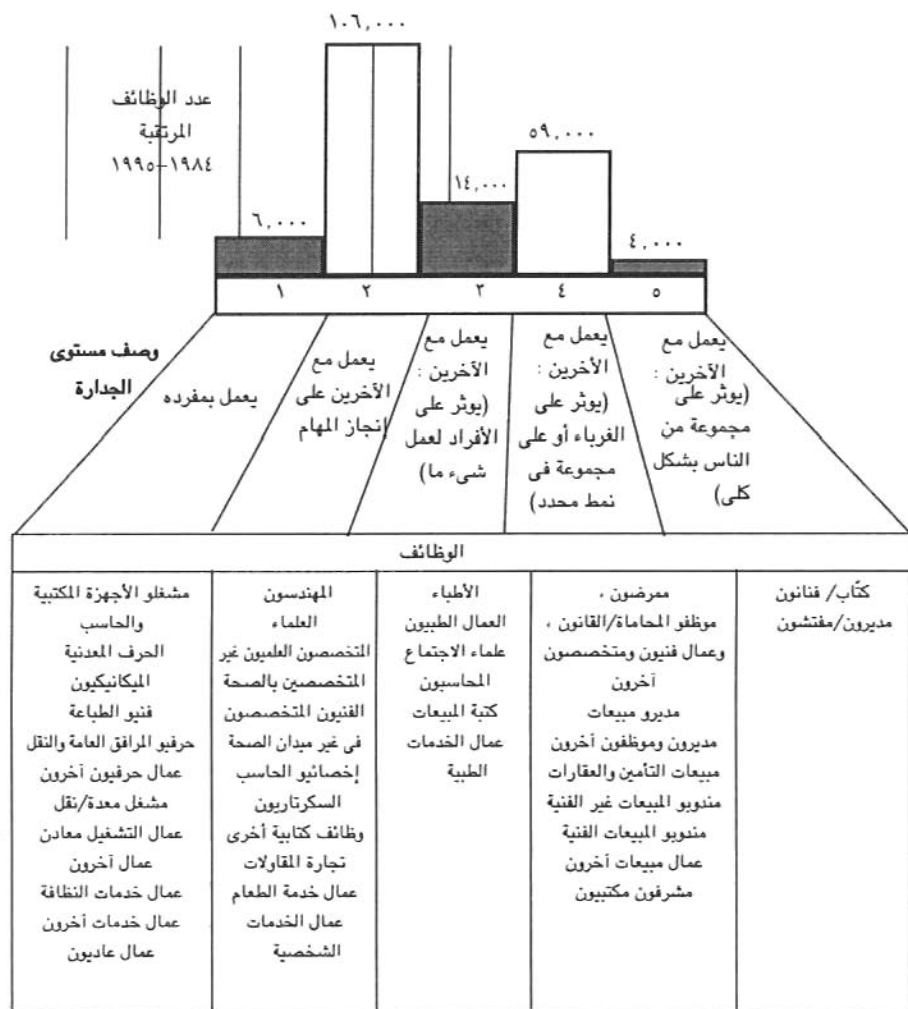 ١٠٦,٠٠٠
عدد الوظائف
المرتقبة
١٩٨٤–١٩٩٥
٥٩,٠٠٠
١٤,٠٠٠
٦,٠٠٠
٤,٠٠٠
١ ٢ ٣ ٤ ٥
وصف مستوى
الجدارة
يعمل بمفرده
يعمل مع
الآخرين على
إنجاز المهام
يعمل مع
الآخرين :
(يوثر على
الأفراد لعمل
شىء ما)
يعمل مع
الأخرين :
(يوثر على
الغرباء أو على
مجموعة فى
نمط محدد)
يعمل مع
الآخرين :
(يوثر على
مجموعة من
الناس بشكل
كلى)
الوظائف
مشغلو الأجهزة المكتبية
والحاسب
الحرف المعدنية
الميكانيكيون
فنيو الطباعة
حرفيو المرافق العامة والنقل
عمال حرفيون آخرون
مشغل معدة/نقل
عمال التشغيل معادن
عمال آخرون
عمال خدمات النظافة
عمال خدمات آخرون
عمال عاديون
المهندسون
العلماء
المتخصصون العلميون غير
المتخصصين بالصحة
الفنيون المتخصصون
فى غير ميدان الصحة
إخصائيو الحاسب
السكرتاريون
وظائف كتابية أخرى
تجارة المقاولات
عمال خدمة الطعام
عمال الخدمات
الشخصية
الأطباء
العمال الطبيون
علماء الاجتماع
المحاسبون
كتبة المبيعات
عمال الخدمات
الطبية
ممرضون ،
موظفو المحاماة/القانون ،
وعمال فنيون ومتخصصون
آخرون
مديرو مبيعات
مديرون وموظفون آخرون
مبيعات التأمين والعقارات
مندوبو المبيعات غير الفنية
مندوبو المبيعات الفنية
عمال مبيعات آخرون
مشرفون مكتبيون
كتّاب/ فنانون
مديرون/مفتشون